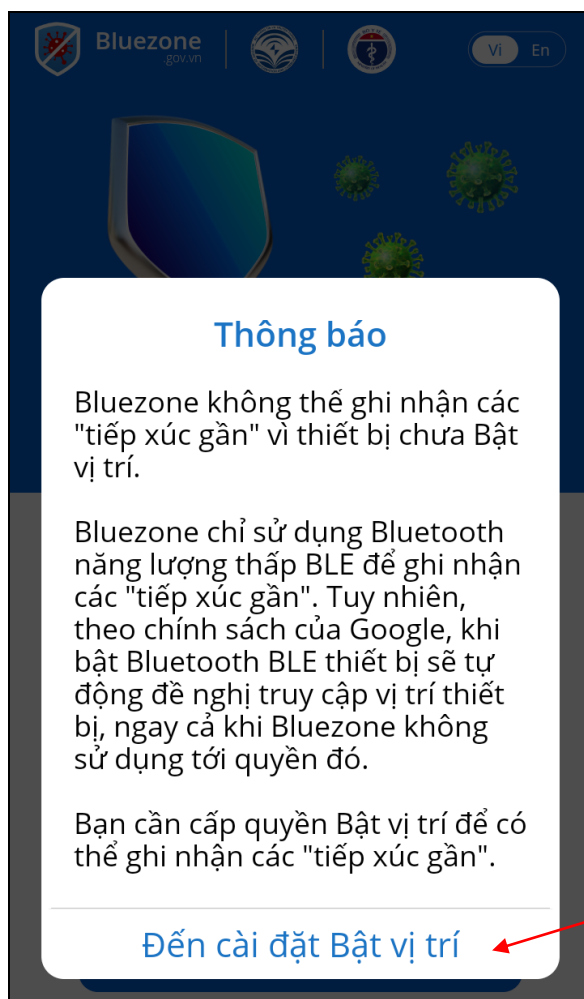 Bluezone
.gov.vn
Vi
En
Thông báo
Bluezone không thể ghi nhận các
"tiếp xúc gần" vì thiết bị chưa Bật
vị trí.
Bluezone chỉ sử dụng Bluetooth
năng lượng thấp BLE để ghi nhận
các "tiếp xúc gần". Tuy nhiên,
theo chính sách của Google, khi
bật Bluetooth BLE thiết bị sẽ tự
động đề nghị truy cập vị trí thiết
bị, ngay cả khi Bluezone không
sử dụng tới quyền đó.
Bạn cần cấp quyền Bật vị trí để có
thể ghi nhận các "tiếp xúc gần".
Đến cài đặt Bật vị trí